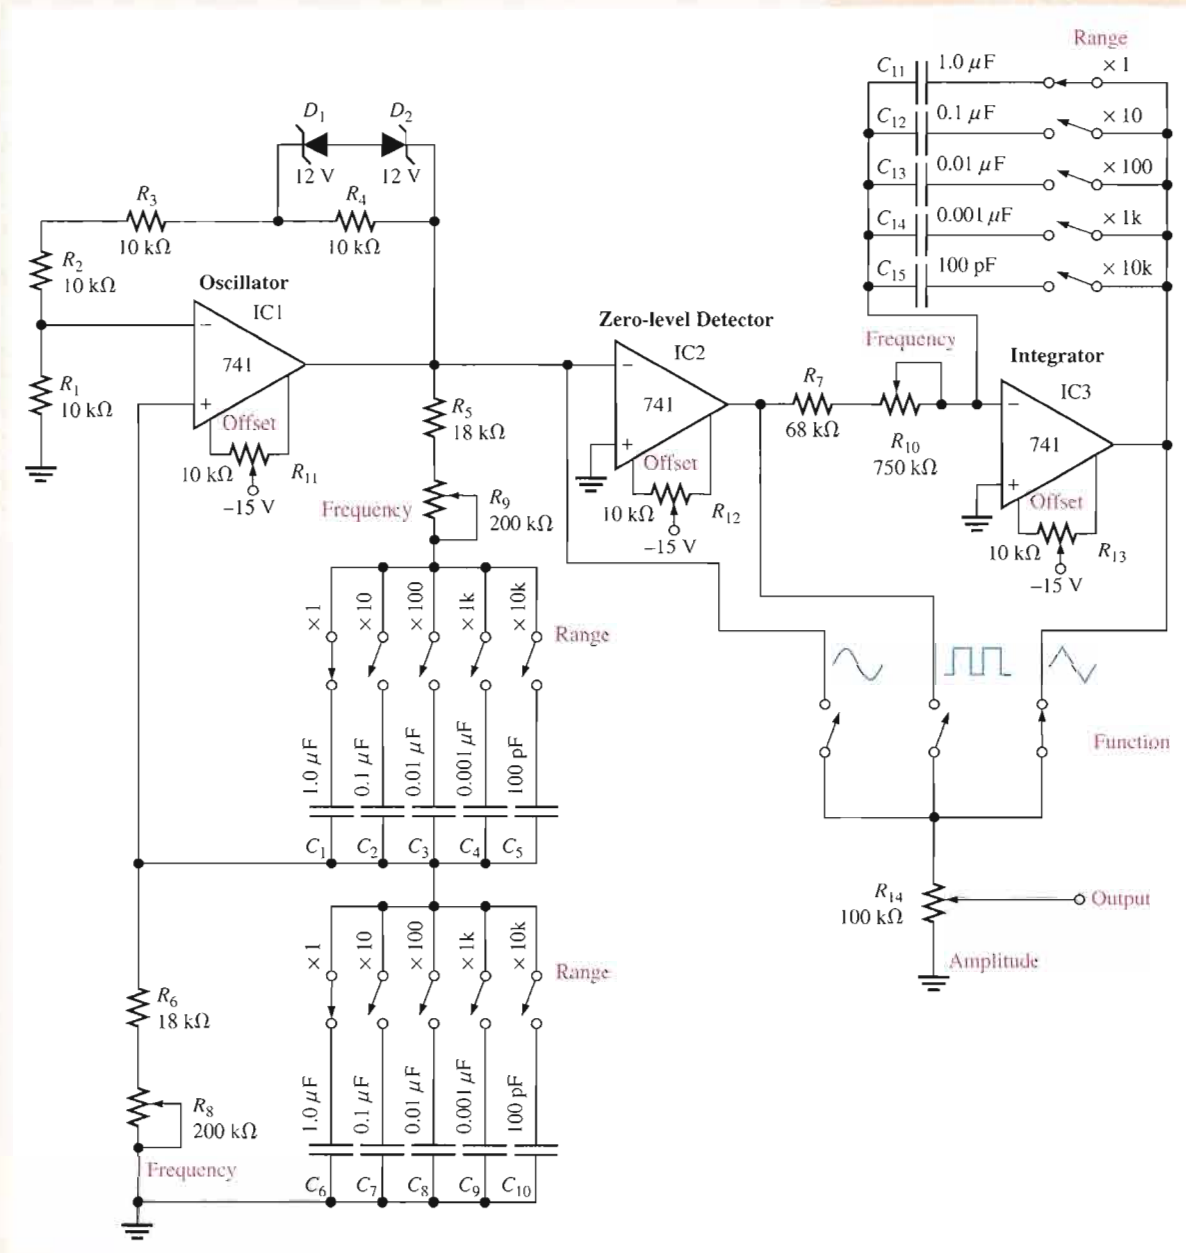 Range
C11 1.0 μF × 1
C12 0.1 μF × 10
C13 0.01 μF × 100
C14 0.001 μF × 1k
C15 100 pF × 10k
D1 D2
12 V 12 V
R3 R4
10 kΩ 10 kΩ
R2
10 kΩ
R1
10 kΩ
Oscillator
IC1
−
741
+
Offset
10 kΩ R11
−15 V
R5
18 kΩ
Frequency
R9
200 kΩ
Zero-level Detector
IC2
−
741
+
Offset
10 kΩ R12
−15 V
R7
68 kΩ
Frequency
R10
750 kΩ
Integrator
IC3
−
741
+
Offset
10 kΩ R13
−15 V
× 1 × 10 × 100 × 1k × 10k
Range
1.0 μF 0.1 μF 0.01 μF 0.001 μF 100 pF
C1 C2 C3 C4 C5
Function
R14
100 kΩ
Output
Amplitude
× 1 × 10 × 100 × 1k × 10k
Range
R6
18 kΩ
1.0 μF 0.1 μF 0.01 μF 0.001 μF 100 pF
R8
200 kΩ
Frequency
C6 C7 C8 C9 C10